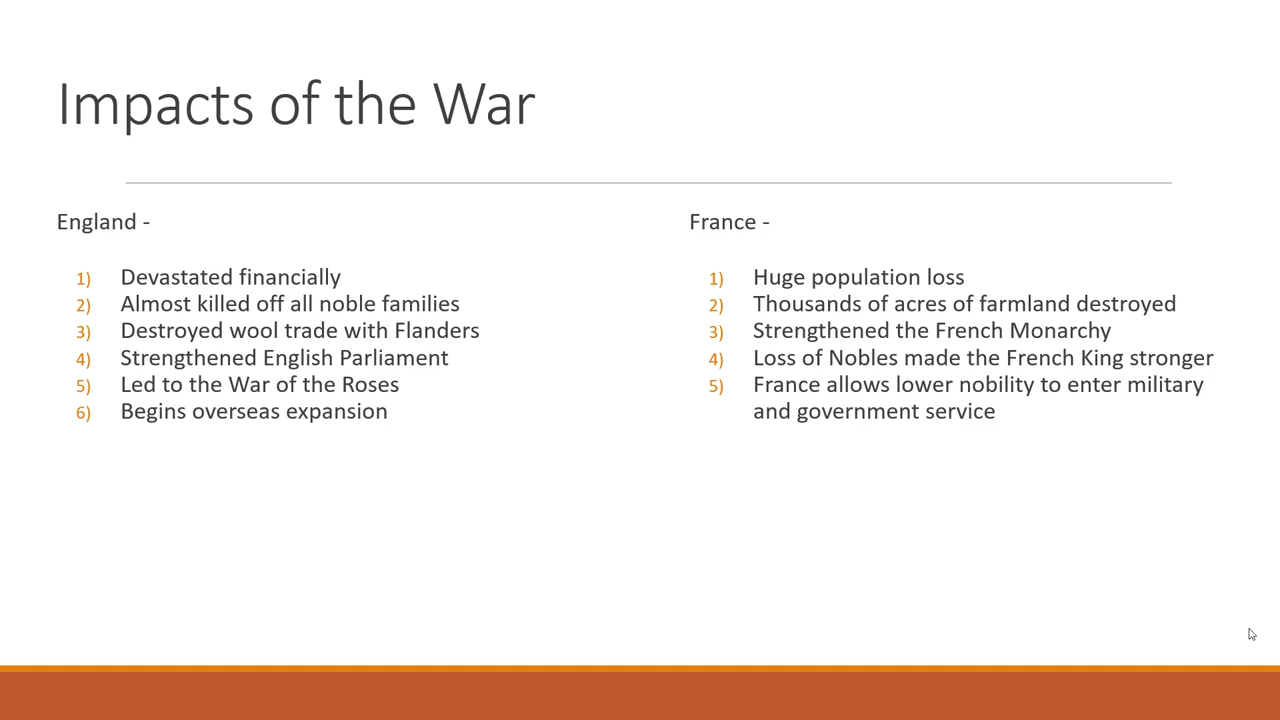 Impacts of the War
England -
1) Devastated financially
2) Almost killed off all noble families
3) Destroyed wool trade with Flanders
4) Strengthened English Parliament
5) Led to the War of the Roses
6) Begins overseas expansion
France -
1) Huge population loss
2) Thousands of acres of farmland destroyed
3) Strengthened the French Monarchy
4) Loss of Nobles made the French King stronger
5) France allows lower nobility to enter military
and government service